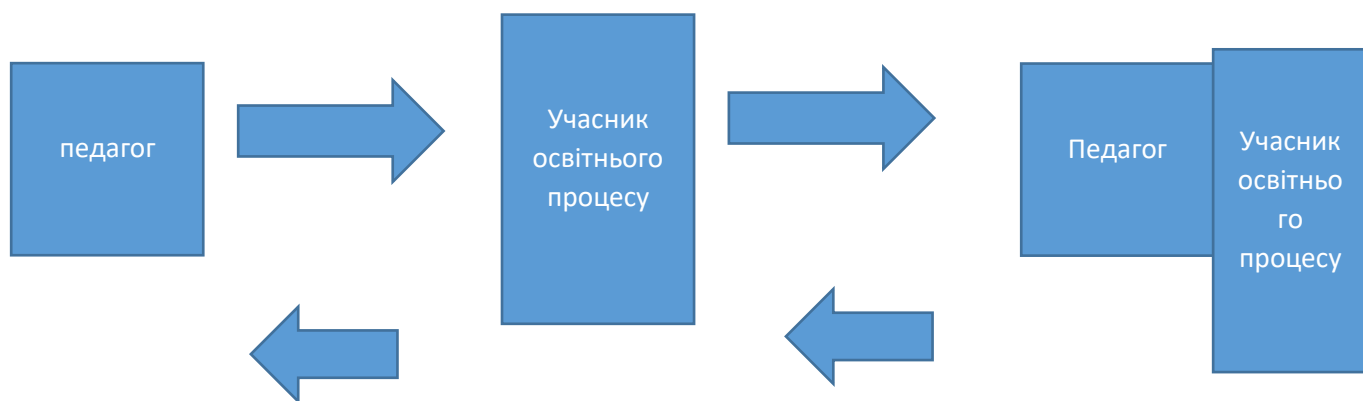 педагог
Учасник
освітнього
процесу
Педагог
Учасник
освітньо
го
процесу